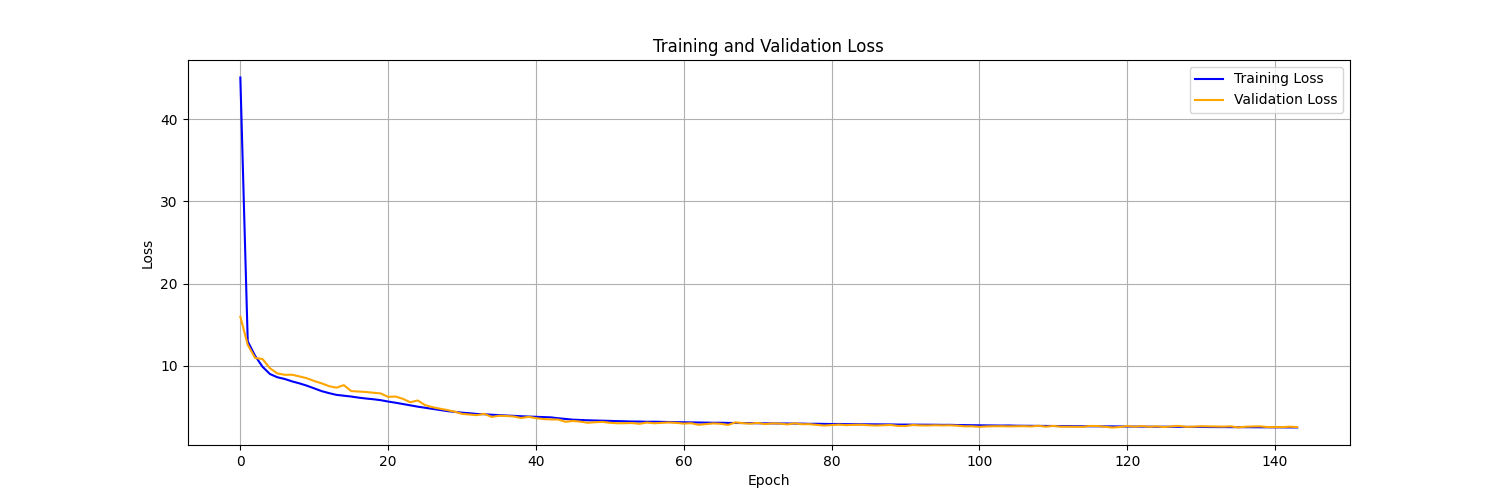 Training and Validation Loss
Training Loss
Validation Loss
Loss
40
30
20
10
0 20 40 60 80 100 120 140
Epoch